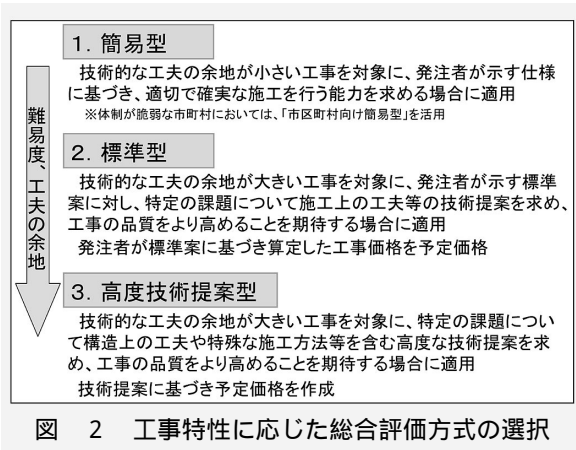 1. 簡易型
技術的な工夫の余地が小さい工事を対象に、発注者が示す仕様
に基づき、適切で確実な施工を行う能力を求める場合に適用
※体制が脆弱な市町村においては、「市区町村向け簡易型」を活用
難易度、工夫の余地
2. 標準型
技術的な工夫の余地が大きい工事を対象に、発注者が示す標準
案に対し、特定の課題について施工上の工夫等の技術提案を求め、
工事の品質をより高めることを期待する場合に適用
発注者が標準案に基づき算定した工事価格を予定価格
3. 高度技術提案型
技術的な工夫の余地が大きい工事を対象に、特定の課題につい
て構造上の工夫や特殊な施工方法等を含む高度な技術提案を求
め、工事の品質をより高めることを期待する場合に適用
技術提案に基づき予定価格を作成
図 2 工事特性に応じた総合評価方式の選択